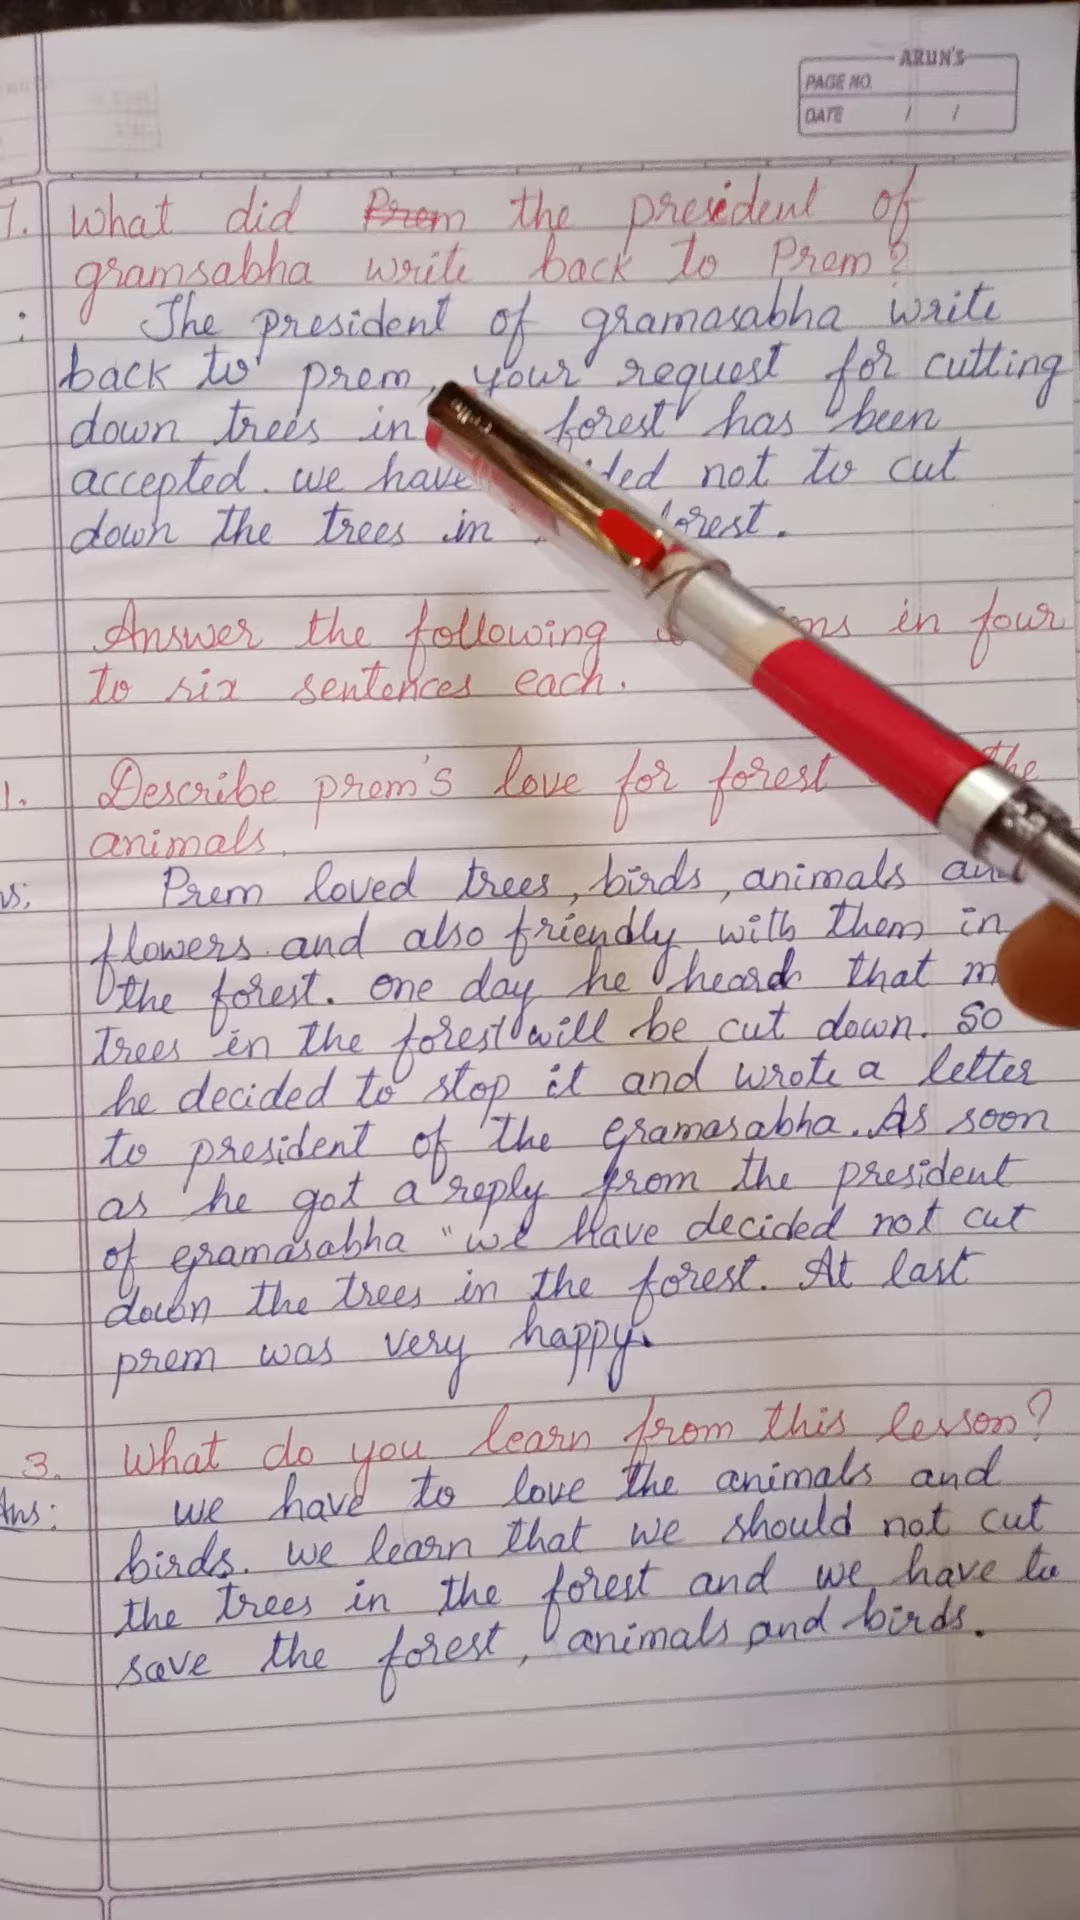 ARUN'S
PAGE NO.
DATE / /
7. What did Prem the president of
gramsabha write back to Prem?
: The president of gramasabha write
back to prem, your request for cutting
down trees in forest has been
accepted. we have not to cut
down the trees in forest.
Answer the following in four
to six sentences each.
1. Describe prem's love for forest the
animals.
Prem loved trees, birds, animals and
flowers and also friendly with them in
the forest. one day he heard that
trees in the forest will be cut down. So
he decided to stop it and wrote a letter
to president of the gramasabha. As soon
as he got a reply from the president
of gramasabha "we have decided not cut
down the trees in the forest. At last
prem was very happy.
3. What do you learn from this lesson?
Ans: we have to love the animals and
birds. we learn that we should not cut
the trees in the forest and we have to
save the forest, animals and birds.